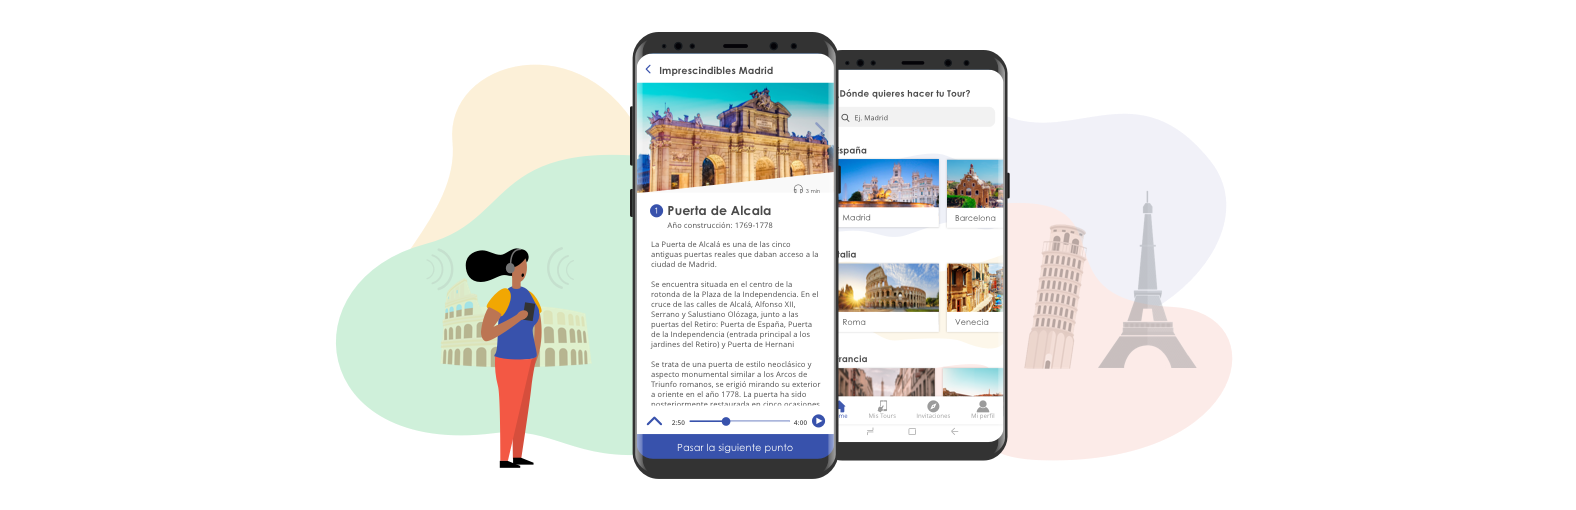 Imprescindibles Madrid
3 min
1 Puerta de Alcala
Año construcción: 1769-1778
La Puerta de Alcalá es una de las cinco
antiguas puertas reales que daban acceso a la
ciudad de Madrid.
Se encuentra situada en el centro de la
rotonda de la Plaza de la Independencia. En el
cruce de las calles de Alcalá, Alfonso XII,
Serrano y Salustiano Olózaga, junto a las
puertas del Retiro: Puerta de España, Puerta
de la Independencia (entrada principal a los
jardines del Retiro) y Puerta de Hernani
Se trata de una puerta de estilo neoclásico y
aspecto monumental similar a los Arcos de
Triunfo romanos, se erigió mirando su exterior
a oriente en el año 1778. La puerta ha sido
posteriormente restaurada en cinco ocasiones
2:50
4:00
Pasar la siguiente punto
Dónde quieres hacer tu Tour?
Ej. Madrid
spaña
Madrid
Barcelona
talia
Roma
Venecia
rancia
me
Mis Tours
Invitaciones
Mi perfil